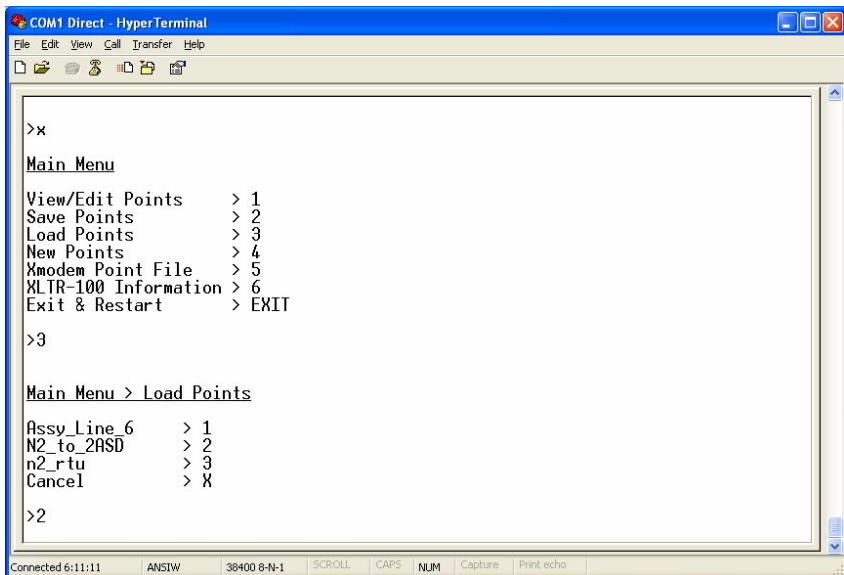 COM1 Direct - HyperTerminal
File Edit View Call Transfer Help
>x
Main Menu
View/Edit Points > 1
Save Points > 2
Load Points > 3
New Points > 4
Xmodem Point File > 5
XLTR-100 Information > 6
Exit & Restart > EXIT
>3
Main Menu > Load Points
Assy_Line_6 > 1
N2_to_2ASD > 2
n2_rtu > 3
Cancel > X
>2
Connected 6:11:11 ANSIW 38400 8-N-1 SCROLL CAPS NUM Capture Print echo